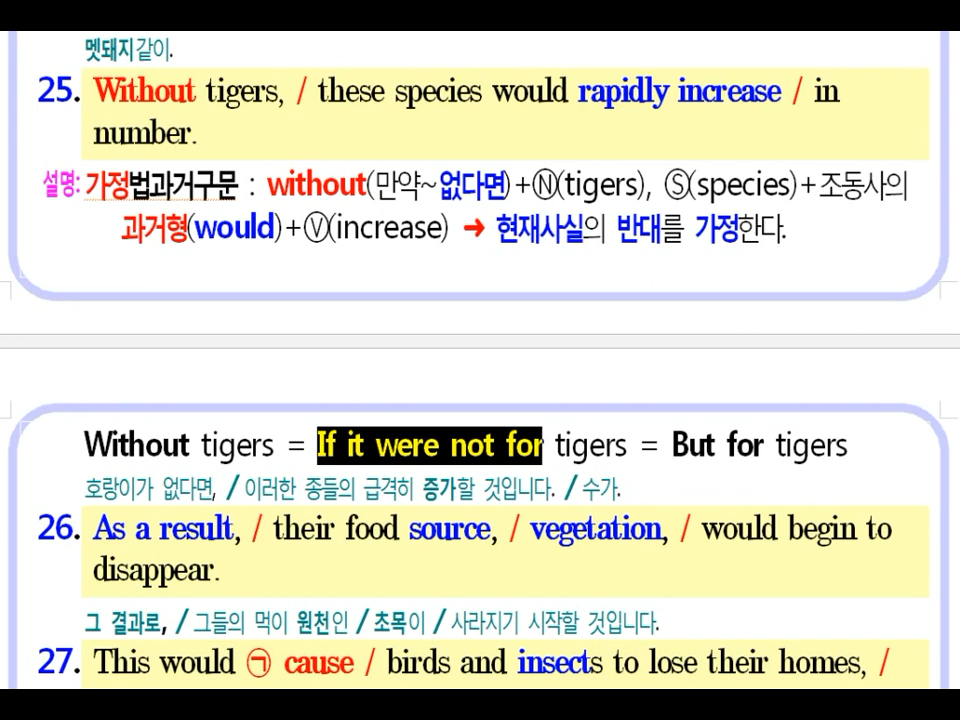 멧돼지같이.
25. Without tigers, / these species would rapidly increase / in
number.
설명: 가정법과거구문 : without(만약~없다면)+Ⓝ(tigers), Ⓢ(species)+조동사의
과거형(would)+Ⓥ(increase) ➜ 현재사실의 반대를 가정한다.
Without tigers = If it were not for tigers = But for tigers
호랑이가 없다면, / 이러한 종들의 급격히 증가할 것입니다. / 수가.
26. As a result, / their food source, / vegetation, / would begin to
disappear.
그 결과로, / 그들의 먹이 원천인 / 초목이 / 사라지기 시작할 것입니다.
27. This would ㉠ cause / birds and insects to lose their homes, /